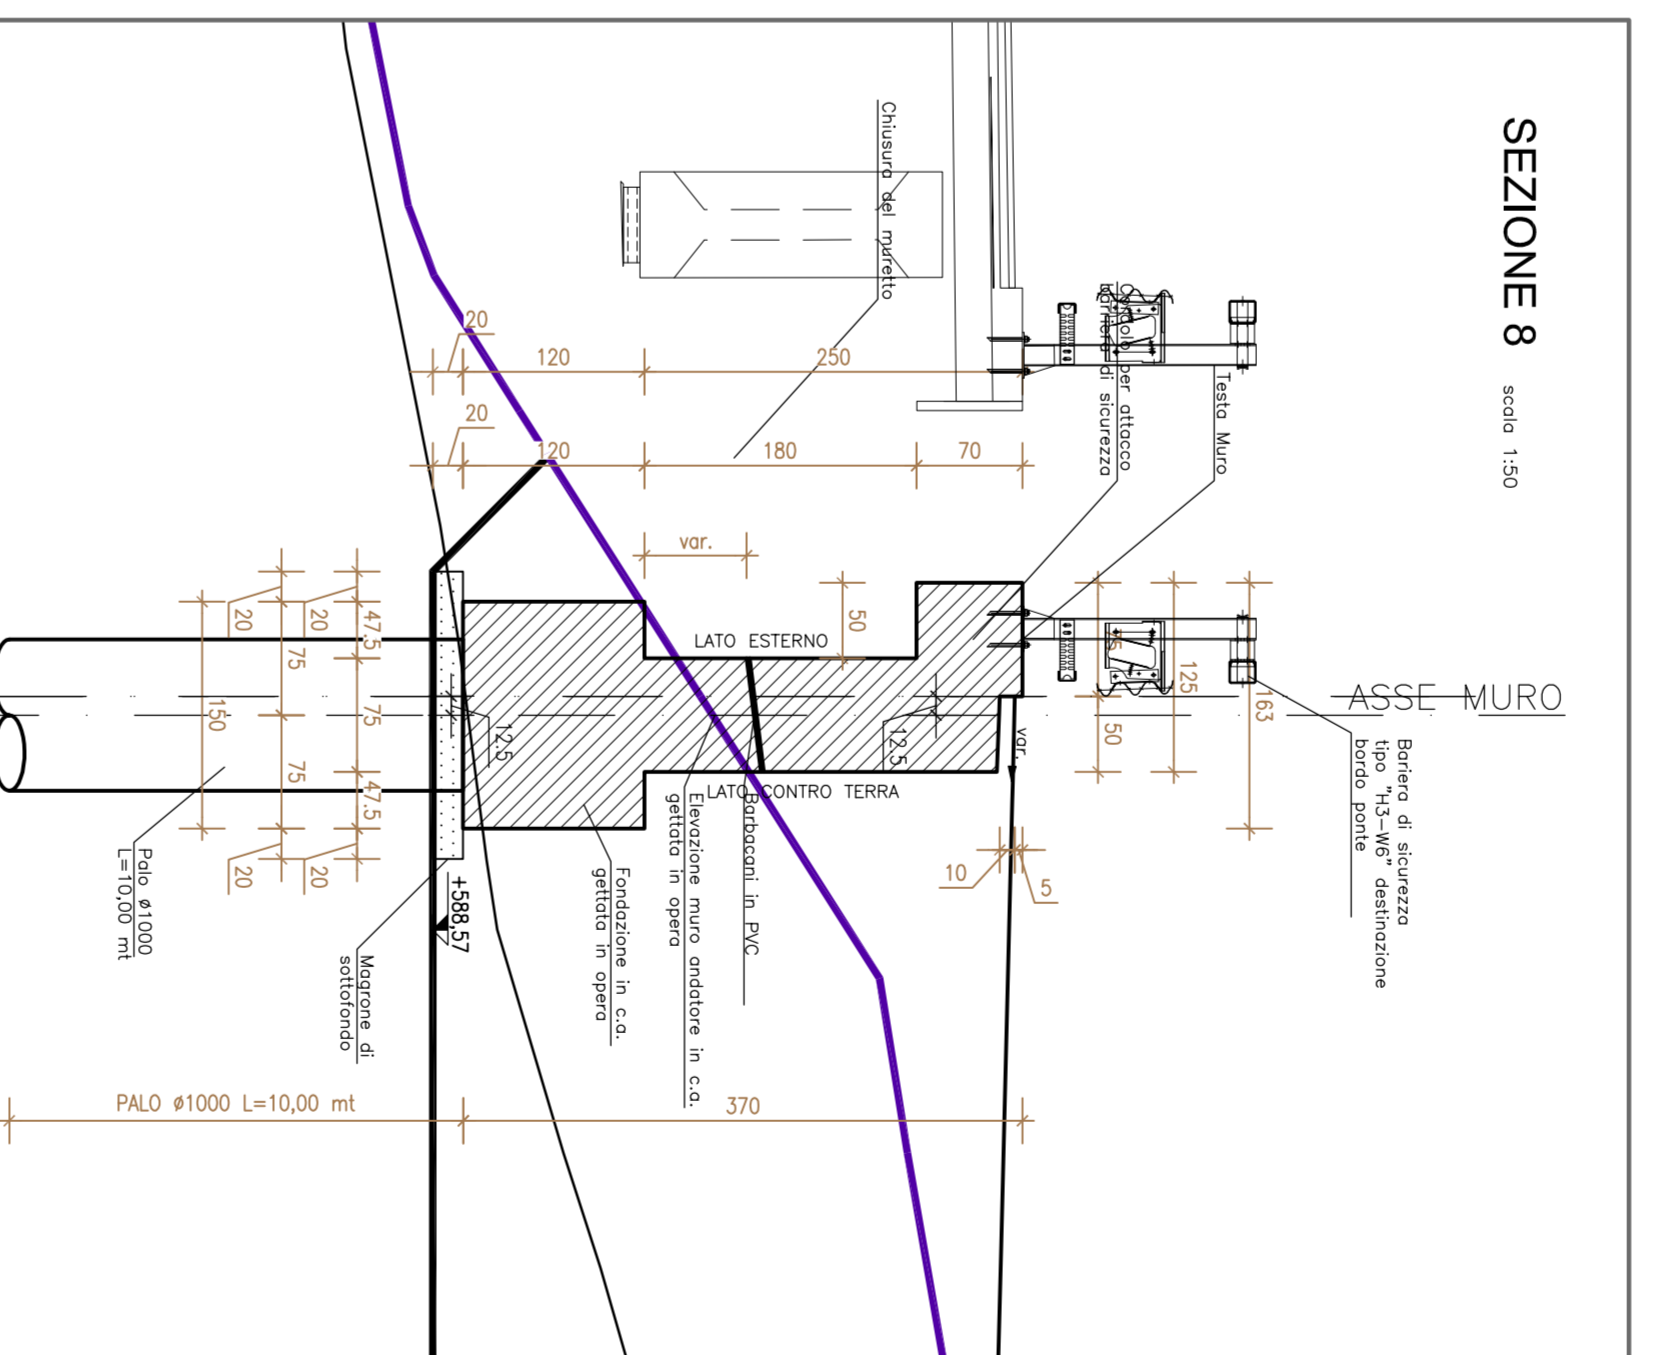 SEZIONE 8
scala 1:50
Chiusura del muretto
Cordolo per attacco
barriera di sicurezza
Testa Muro
20
120
250
20
120
180
70
var.
50
LATO ESTERNO
LATO CONTRO TERRA
75
50
125
163
ASSE MURO
Bariera di sicurezza
tipo "H3-W6" destinazione
bordo ponte
20
20
47.5
75
75
150
75
47.5
20
20
12.5
12.5
var.
10
5
Barbacani in PVC
Elevazione muro andatore in c.a.
gettata in opera
Fondazione in c.a.
gettata in opera
+588,57
Magrone di
sottofondo
Palo ø1000
L=10,00 mt
PALO ø1000 L=10,00 mt
370